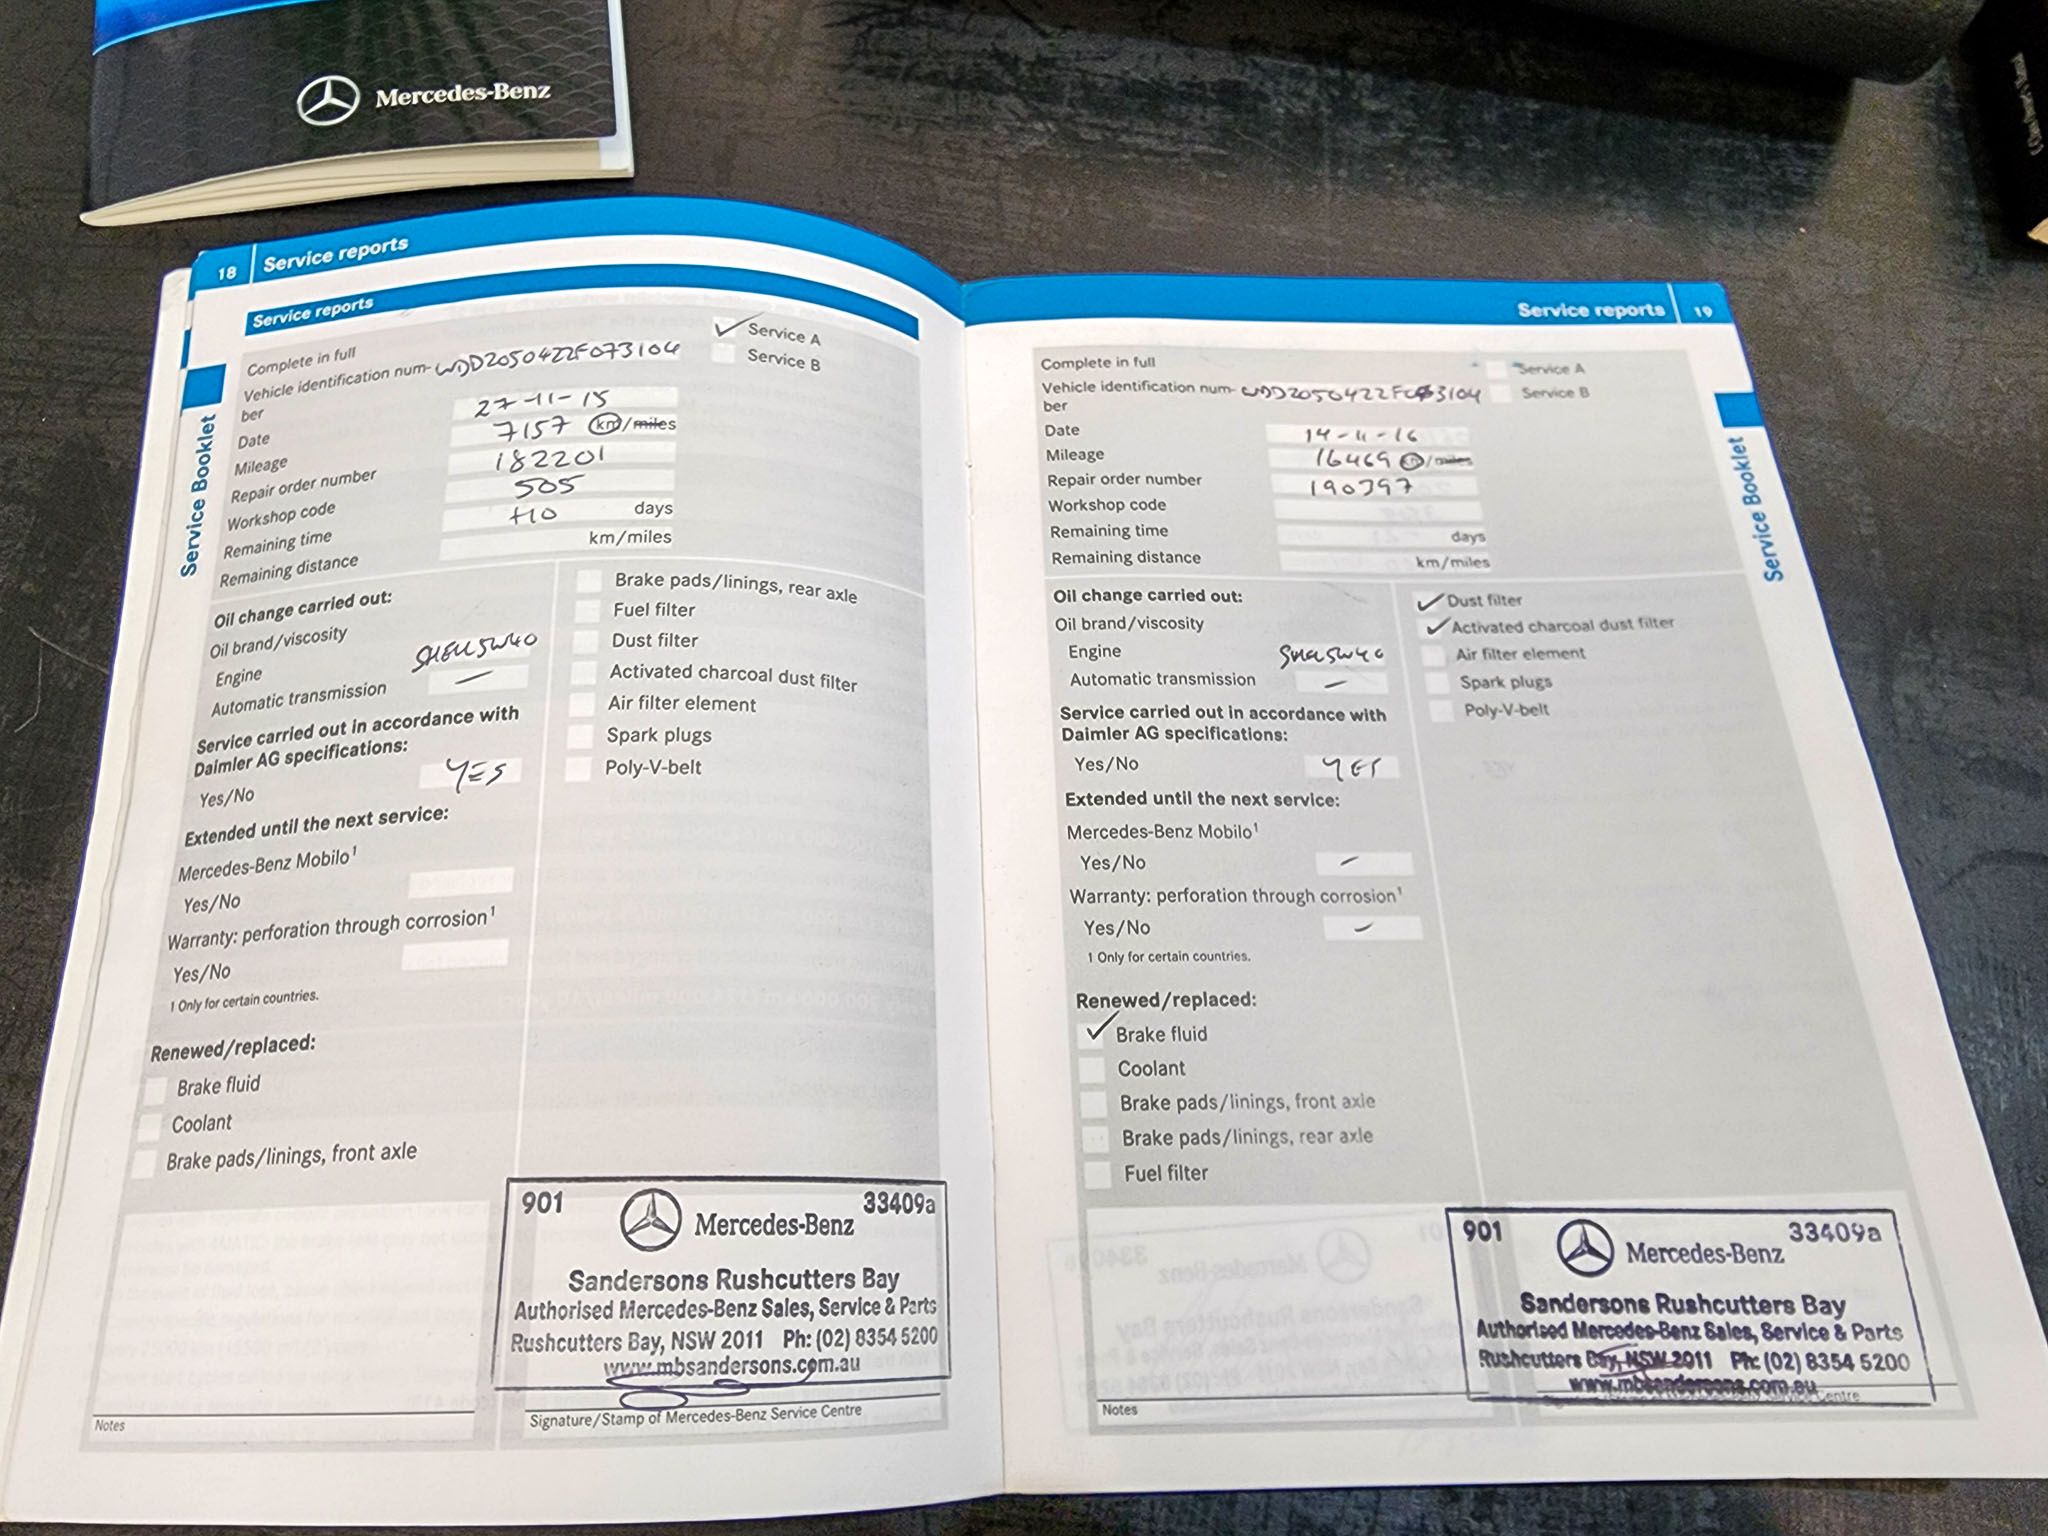 Mercedes-Benz
18 Service reports
Service reports
Service Booklet
Complete in full
✓ Service A
Service B
Vehicle identification num- WDD2050422F073104
ber
Date 27-11-15
Mileage 7157 km/miles
Repair order number 182201
Workshop code 505
Remaining time +10 days
Remaining distance km/miles
Oil change carried out:
Oil brand/viscosity
Engine SHELL 5W40
Automatic transmission —
Service carried out in accordance with
Daimler AG specifications:
Yes/No YES
Extended until the next service:
Mercedes-Benz Mobilo¹
Yes/No
Warranty: perforation through corrosion¹
Yes/No
1 Only for certain countries.
Renewed/replaced:
Brake fluid
Coolant
Brake pads/linings, front axle
Brake pads/linings, rear axle
Fuel filter
Dust filter
Activated charcoal dust filter
Air filter element
Spark plugs
Poly-V-belt
901 33409a
Mercedes-Benz
Sandersons Rushcutters Bay
Authorised Mercedes-Benz Sales, Service & Parts
Rushcutters Bay, NSW 2011 Ph: (02) 8354 5200
www.mbsandersons.com.au
Notes
Signature/Stamp of Mercedes-Benz Service Centre
Service reports 19
Service Booklet
Complete in full
Service A
Service B
Vehicle identification num-
ber
Date 14-11-16
Mileage 16469 km/miles
Repair order number 190397
Workshop code
Remaining time days
Remaining distance km/miles
Oil change carried out:
Oil brand/viscosity
Engine SHELL 5W40
Automatic transmission —
Service carried out in accordance with
Daimler AG specifications:
Yes/No YES
Extended until the next service:
Mercedes-Benz Mobilo¹
Yes/No —
Warranty: perforation through corrosion¹
Yes/No —
1 Only for certain countries.
Renewed/replaced:
✓ Brake fluid
Coolant
Brake pads/linings, front axle
Brake pads/linings, rear axle
Fuel filter
✓ Dust filter
✓ Activated charcoal dust filter
Air filter element
Spark plugs
Poly-V-belt
901 33409a
Mercedes-Benz
Sandersons Rushcutters Bay
Authorised Mercedes-Benz Sales, Service & Parts
Rushcutters Bay, NSW 2011 Ph: (02) 8354 5200
www.mbsandersons.com.au
Notes
Centre